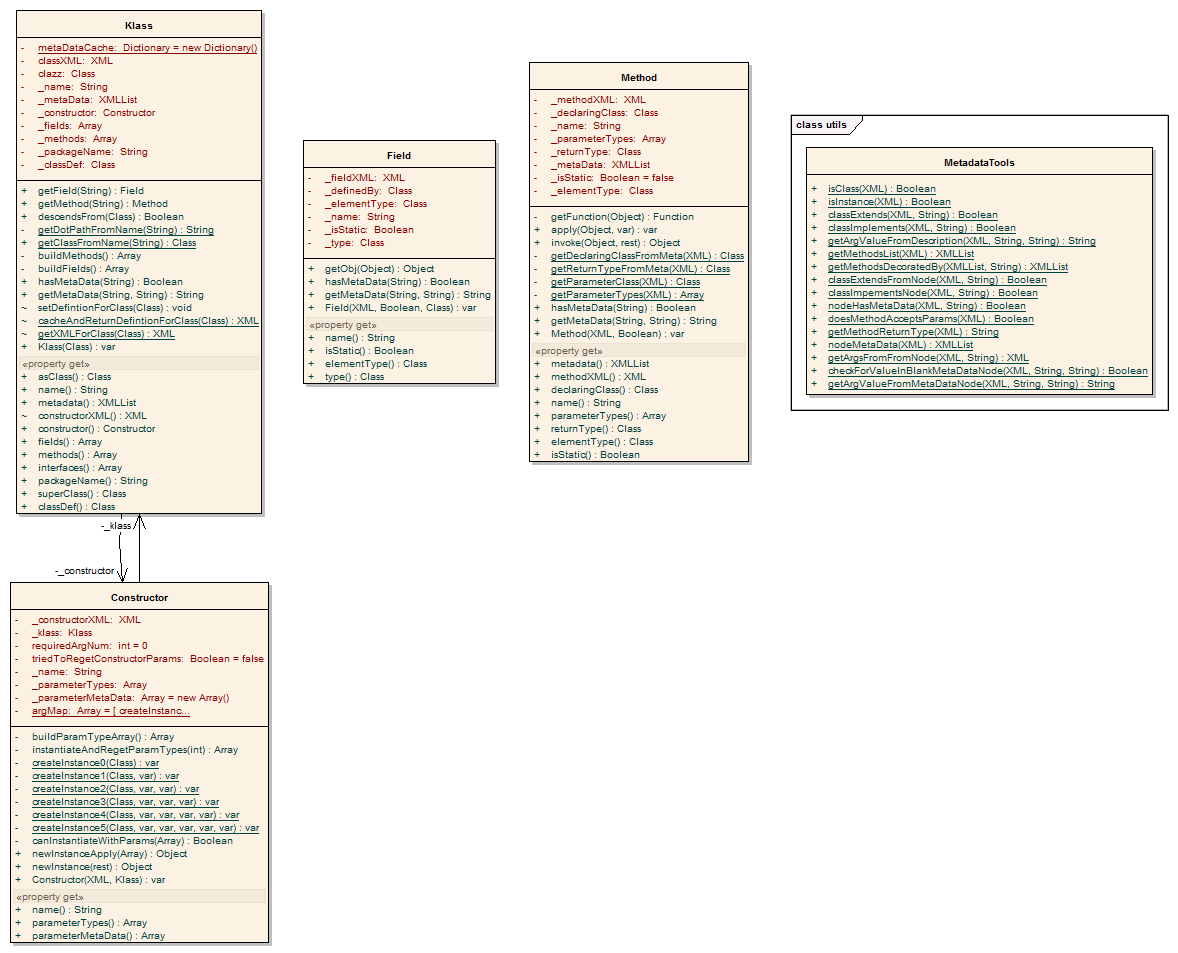 Klass
- metaDataCache: Dictionary = new Dictionary()
- classXML: XML
- clazz: Class
- _name: String
- _metaData: XMLList
- _constructor: Constructor
- _fields: Array
- _methods: Array
- _packageName: String
- _classDef: Class
+ getField(String) : Field
+ getMethod(String) : Method
+ descendsFrom(Class) : Boolean
- getDotPathFromName(String) : String
+ getClassFromName(String) : Class
- buildMethods() : Array
- buildFields() : Array
+ hasMetaData(String) : Boolean
+ getMetaData(String, String) : String
~ setDefintionForClass(Class) : void
~ cacheAndReturnDefintionForClass(Class) : XML
~ getXMLForClass(Class) : XML
+ Klass(Class) : var
«property get»
+ asClass() : Class
+ name() : String
+ metadata() : XMLList
~ constructorXML() : XML
+ constructor() : Constructor
+ fields() : Array
+ methods() : Array
+ interfaces() : Array
+ packageName() : String
+ superClass() : Class
+ classDef() : Class
-_klass
-_constructor
Constructor
- _constructorXML: XML
- _klass: Klass
- requiredArgNum: int = 0
- triedToRegetConstructorParams: Boolean = false
- _name: String
- _parameterTypes: Array
- _parameterMetaData: Array = new Array()
- argMap: Array = [ createInstanc...
- buildParamTypeArray() : Array
- instantiateAndRegetParamTypes(int) : Array
- createInstance0(Class) : var
- createInstance1(Class, var) : var
- createInstance2(Class, var, var) : var
- createInstance3(Class, var, var, var) : var
- createInstance4(Class, var, var, var, var) : var
- createInstance5(Class, var, var, var, var, var) : var
- canInstantiateWithParams(Array) : Boolean
+ newInstanceApply(Array) : Object
+ newInstance(rest) : Object
+ Constructor(XML, Klass) : var
«property get»
+ name() : String
+ parameterTypes() : Array
+ parameterMetaData() : Array
Field
- _fieldXML: XML
- _definedBy: Class
- _elementType: Class
- _name: String
- _isStatic: Boolean
- _type: Class
+ getObj(Object) : Object
+ hasMetaData(String) : Boolean
+ getMetaData(String, String) : String
+ Field(XML, Boolean, Class) : var
«property get»
+ name() : String
+ isStatic() : Boolean
+ elementType() : Class
+ type() : Class
Method
- _methodXML: XML
- _declaringClass: Class
- _name: String
- _parameterTypes: Array
- _returnType: Class
- _metaData: XMLList
- _isStatic: Boolean = false
- _elementType: Class
- getFunction(Object) : Function
+ apply(Object, var) : var
+ invoke(Object, rest) : Object
- getDeclaringClassFromMeta(XML) : Class
- getReturnTypeFromMeta(XML) : Class
- getParameterClass(XML) : Class
+ getParameterTypes(XML) : Array
+ hasMetaData(String) : Boolean
+ getMetaData(String, String) : String
+ Method(XML, Boolean) : var
«property get»
+ metadata() : XMLList
+ methodXML() : XML
+ declaringClass() : Class
+ name() : String
+ parameterTypes() : Array
+ returnType() : Class
+ elementType() : Class
+ isStatic() : Boolean
class utils
MetadataTools
+ isClass(XML) : Boolean
+ isInstance(XML) : Boolean
+ classExtends(XML, String) : Boolean
+ classImplements(XML, String) : Boolean
+ getArgValueFromDescription(XML, String, String) : String
+ getMethodsList(XML) : XMLList
+ getMethodsDecoratedBy(XMLList, String) : XMLList
+ classExtendsFromNode(XML, String) : Boolean
+ classImpementsNode(XML, String) : Boolean
+ nodeHasMetaData(XML, String) : Boolean
+ doesMethodAcceptsParams(XML) : Boolean
+ getMethodReturnType(XML) : String
+ nodeMetaData(XML) : XMLList
+ getArgsFromFromNode(XML, String) : XML
+ checkForValueInBlankMetaDataNode(XML, String, String) : Boolean
+ getArgValueFromMetaDataNode(XML, String, String) : String